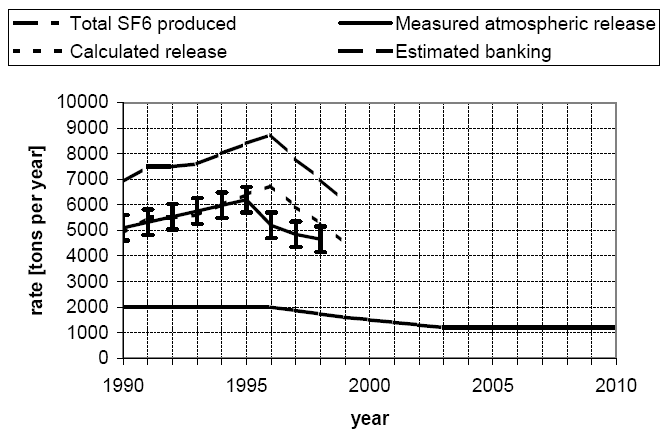 Total SF6 produced Measured atmospheric release
Calculated release Estimated banking
10000
9000
8000
7000
6000
5000
4000
3000
2000
1000
0
rate [tons per year]
1990 1995 2000 2005 2010
year